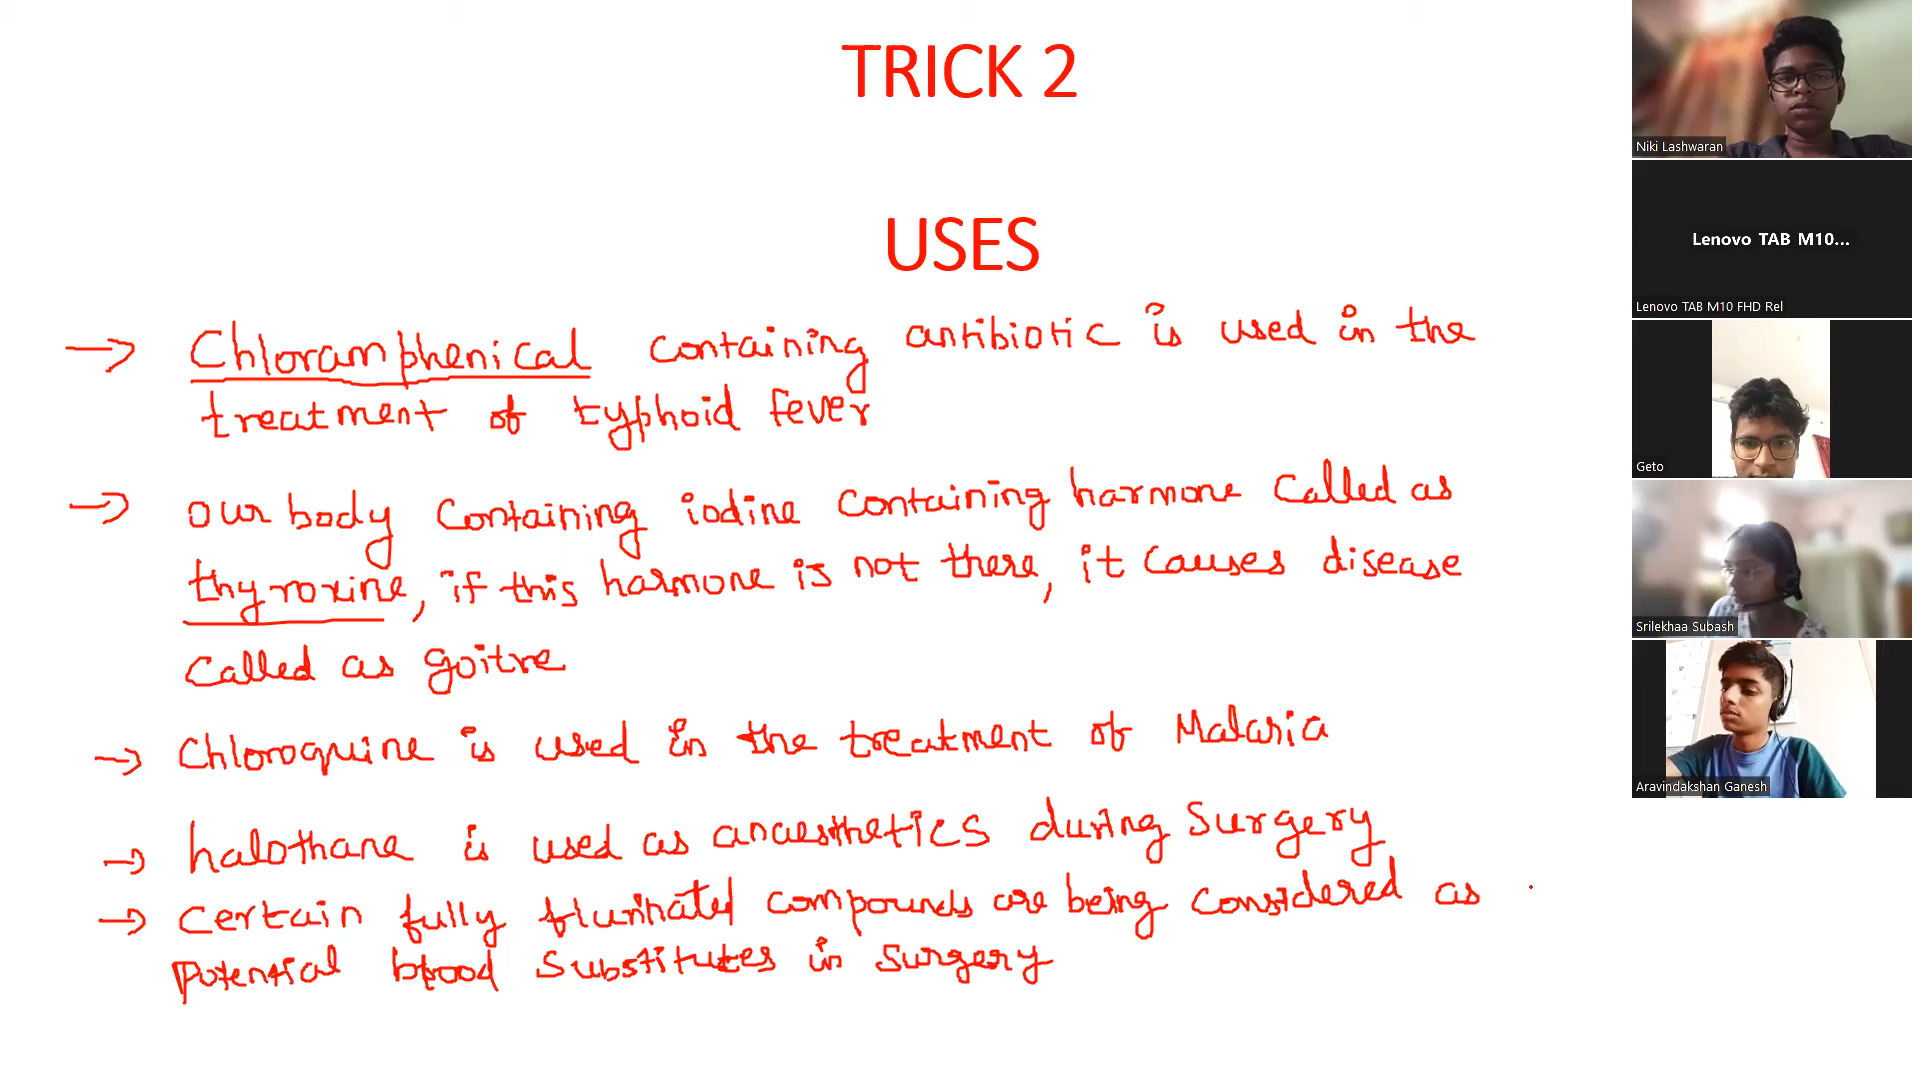 TRICK 2
USES
→ Chloramphenical containing antibiotic is used in the
treatment of typhoid fever
→ our body containing iodine containing harmone called as
thyroxine, if this harmone is not there, it causes disease
called as goitre
→ Chloroquine is used in the treatment of Malaria
→ halothane is used as anaesthetics during Surgery
→ certain fully flurinated compounds are being considered as
potential blood substitutes in surgery
Niki Lashwaran
Lenovo TAB M10...
Lenovo TAB M10 FHD Rel
Geto
Srilekhaa Subash
Aravindakshan Ganesh